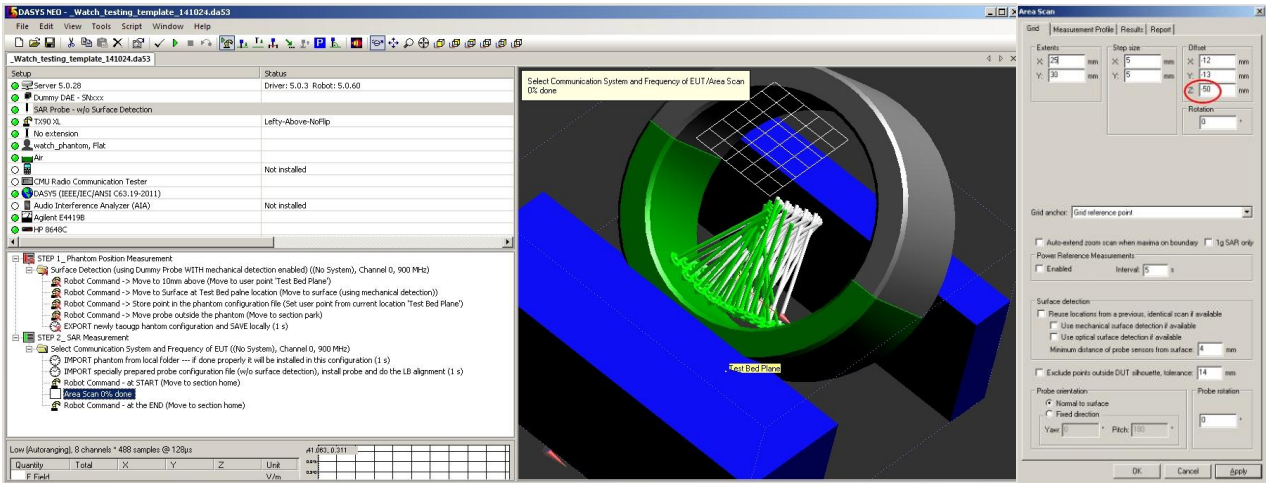 DASY5 NEO - _Watch_testing_template_141024.da53
File Edit View Tools Script Window Help
_Watch_testing_template_141024.da53
Setup Status
Server 5.0.28 Driver: 5.0.3 Robot: 5.0.60
Dummy DAE - SNxxx
SAR Probe - w/o Surface Detection
TX90 XL Lefty-Above-NoFlip
No extension
watch_phantom, Flat
Air
Not installed
CMU Radio Communication Tester
DASY5 (IEEE/IEC/ANSI C63.19-2011)
Audio Interference Analyzer (AIA) Not installed
Agilent E4419B
HP 8648C
STEP 1_ Phantom Position Measurement
Surface Detection (using Dummy Probe WITH mechanical detection enabled) ((No System), Channel 0, 900 MHz)
Robot Command -> Move to 10mm above (Move to user point 'Test Bed Plane')
Robot Command -> Move to Surface at Test Bed palne location (Move to surface (using mechanical detection))
Robot Command -> Store point in the phantom configuration file (Set user point from current location 'Test Bed Plane')
Robot Command -> Move probe outside the phantom (Move to section park)
EXPORT newly taougp hantom configuration and SAVE locally (1 s)
STEP 2_ SAR Measurement
Select Communication System and Frequency of EUT ((No System), Channel 0, 900 MHz)
IMPORT phantom from local folder --- if done properly it will be installed in this configuration (1 s)
IMPORT specially prepared probe configuration file (w/o surface detection), install probe and do the LB alignment (1 s)
Robot Command - at START (Move to section home)
Area Scan 0% done
Robot Command - at the END (Move to section home)
Low (Autoranging), 8 channels * 488 samples @ 128µs
Quantity Total X Y Z Unit
E Field V/m
Select Communication System and Frequency of EUT/Area Scan
0% done
Test Bed Plane
Area Scan
Grid Measurement Profile Results Report
Extents Step size Offset
X: 25 mm X: 5 mm X: -12 mm
Y: 30 mm Y: 5 mm Y: -13 mm
Z: -50 mm
Rotation
0 °
Grid anchor: Grid reference point
Auto-extend zoom scan when maxima on boundary 1g SAR only
Power Reference Measurements
Enabled Interval: 5 s
Surface detection
Reuse locations from a previous, identical scan if available
Use mechanical surface detection if available
Use optical surface detection if available
Minimum distance of probe sensors from surface: 4 mm
Exclude points outside DUT silhouette, tolerance: 14 mm
Probe orientation Probe rotation
Normal to surface
Fixed direction
0 °
Yaw: 0 ° Pitch: 180 °
OK Cancel Apply